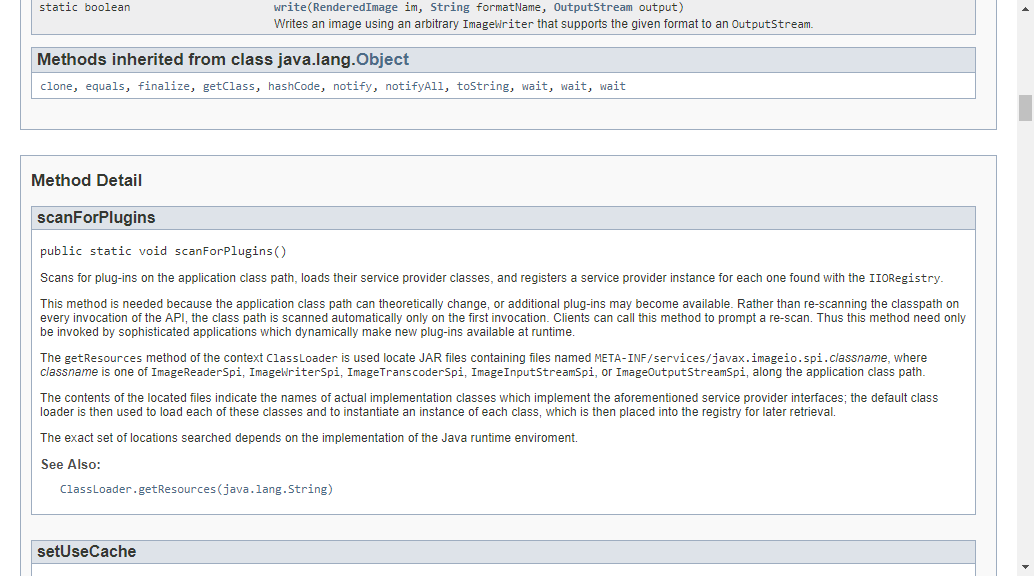 static boolean write(RenderedImage im, String formatName, OutputStream output)
Writes an image using an arbitrary ImageWriter that supports the given format to an OutputStream.
Methods inherited from class java.lang.Object
clone, equals, finalize, getClass, hashCode, notify, notifyAll, toString, wait, wait, wait
Method Detail
scanForPlugins
public static void scanForPlugins()
Scans for plug-ins on the application class path, loads their service provider classes, and registers a service provider instance for each one found with the IIORegistry.
This method is needed because the application class path can theoretically change, or additional plug-ins may become available. Rather than re-scanning the classpath on
every invocation of the API, the class path is scanned automatically only on the first invocation. Clients can call this method to prompt a re-scan. Thus this method need only
be invoked by sophisticated applications which dynamically make new plug-ins available at runtime.
The getResources method of the context ClassLoader is used locate JAR files containing files named META-INF/services/javax.imageio.spi.classname, where
classname is one of ImageReaderSpi, ImageWriterSpi, ImageTranscoderSpi, ImageInputStreamSpi, or ImageOutputStreamSpi, along the application class path.
The contents of the located files indicate the names of actual implementation classes which implement the aforementioned service provider interfaces; the default class
loader is then used to load each of these classes and to instantiate an instance of each class, which is then placed into the registry for later retrieval.
The exact set of locations searched depends on the implementation of the Java runtime enviroment.
See Also:
ClassLoader.getResources(java.lang.String)
setUseCache